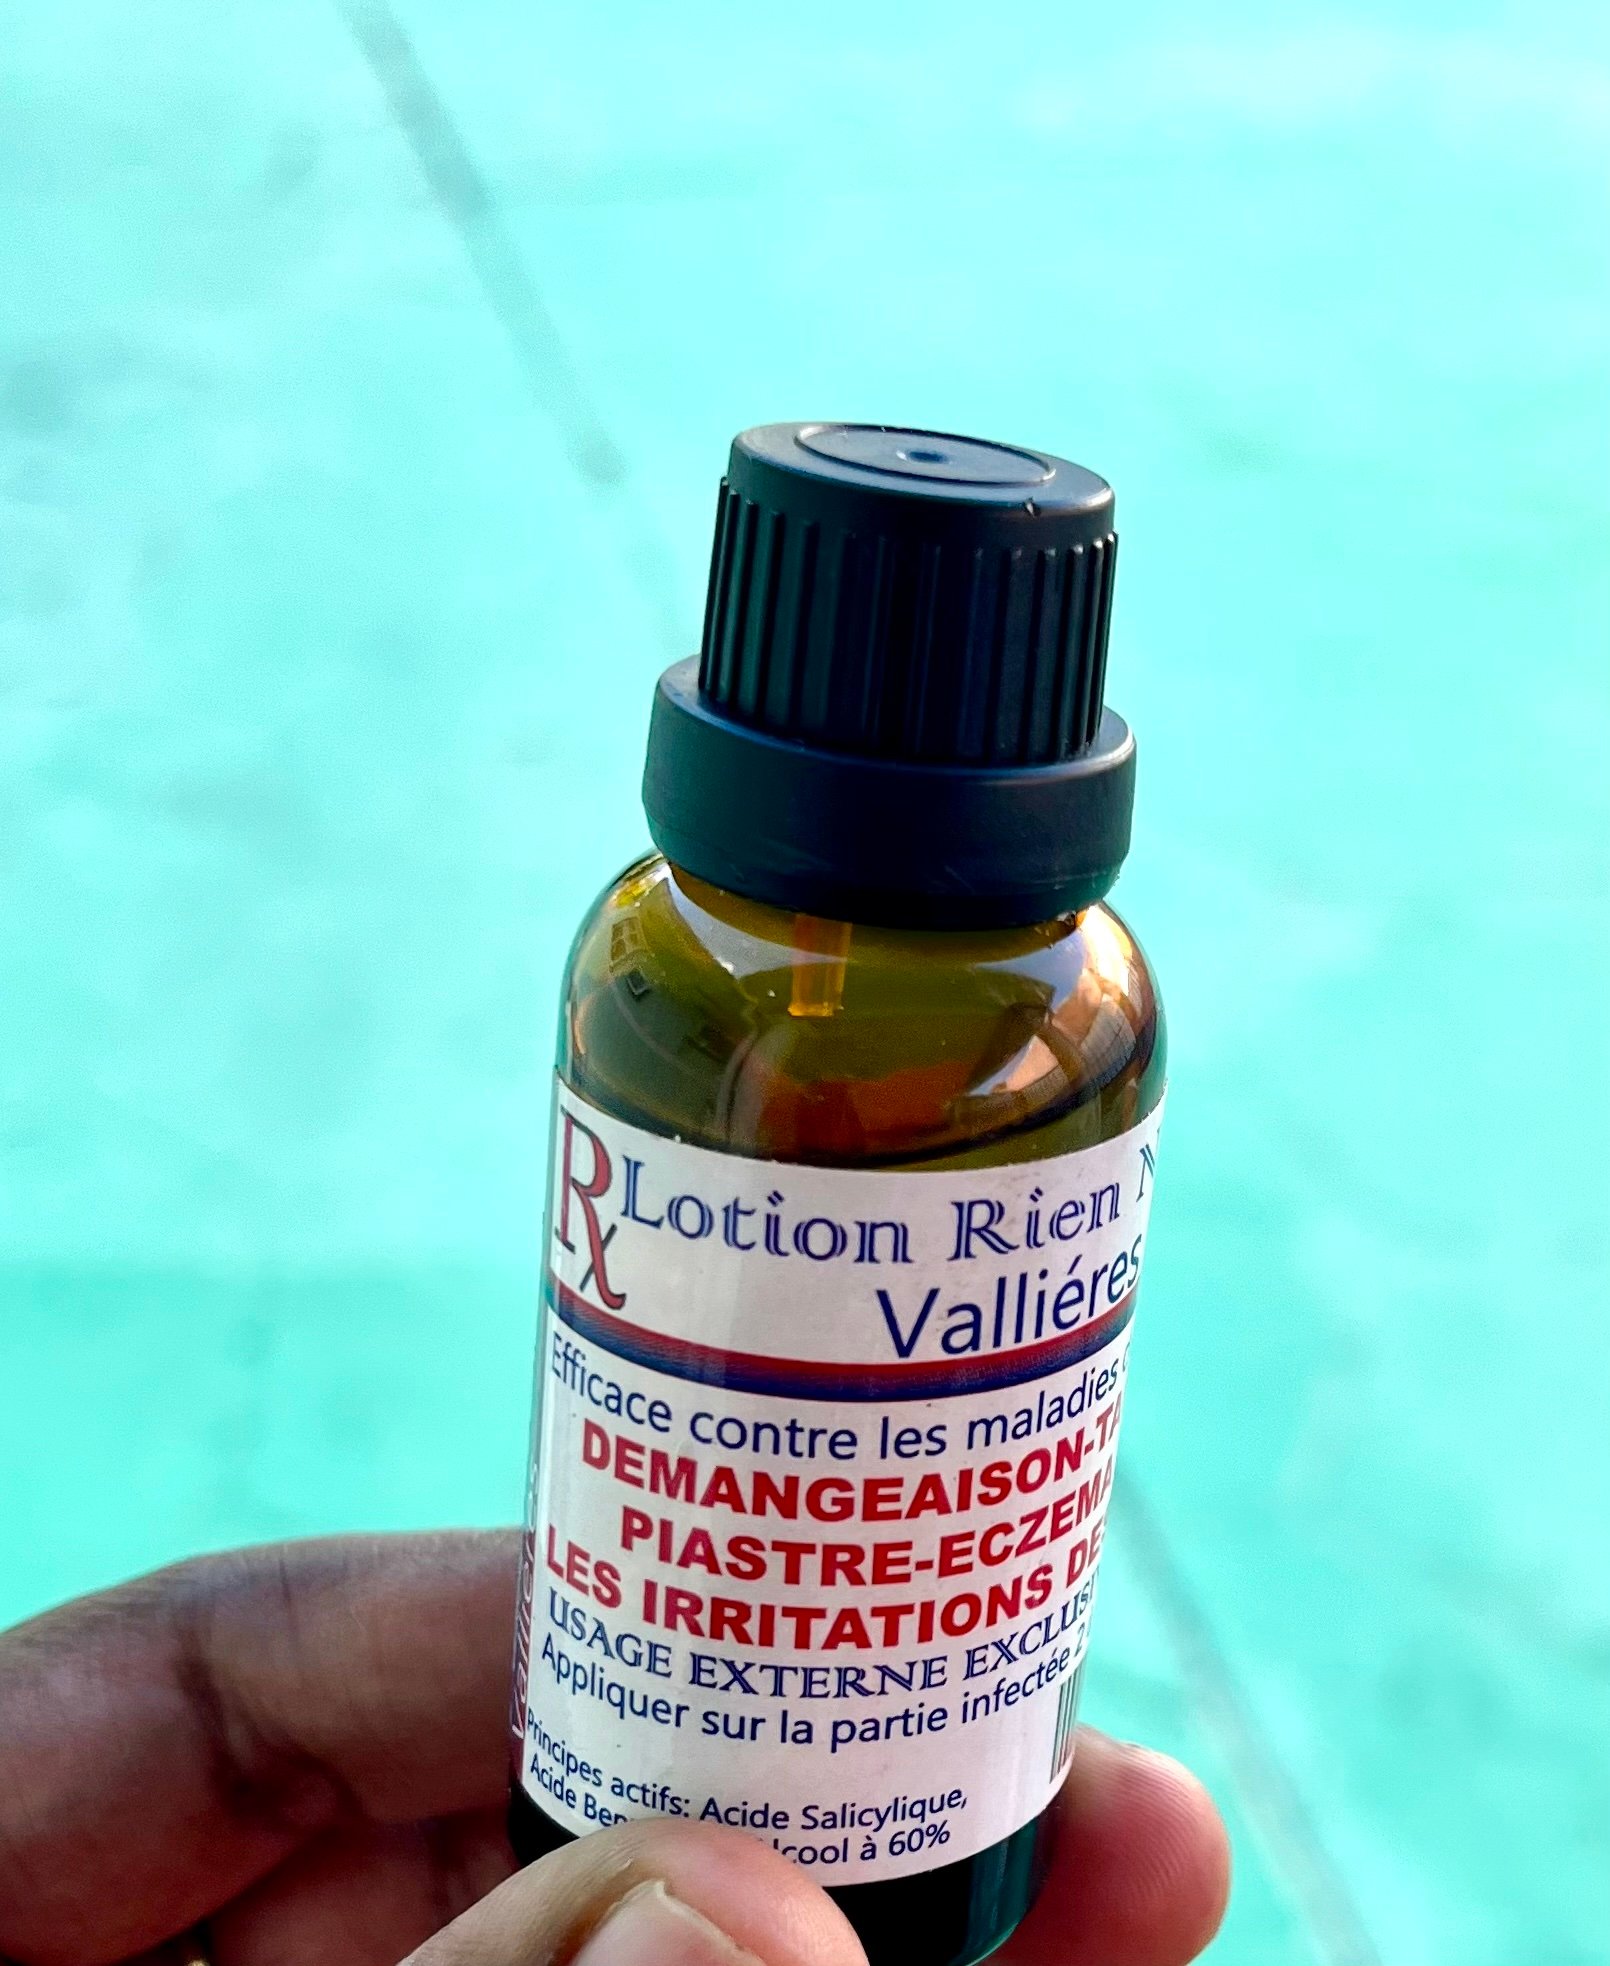 Rx Lotion Rien
Valliéres
Efficace contre les maladies
DEMANGEAISON-TA
PIASTRE-ECZEMA
LES IRRITATIONS DE
USAGE EXTERNE EXCLUSI
Appliquer sur la partie infectée 2
Principes actifs: Acide Salicylique,
Acide Ben lcool à 60%